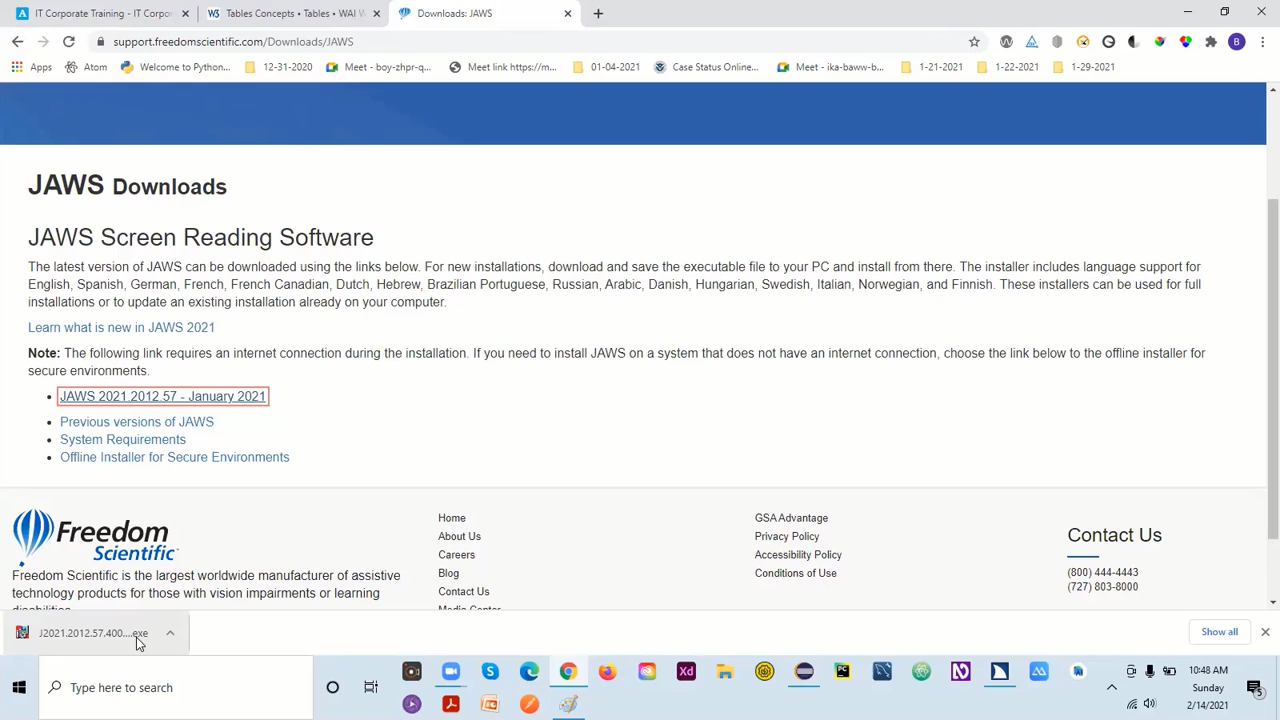 IT Corporate Training - IT Corpor
Tables Concepts • Tables • WAI W
Downloads: JAWS
support.freedomscientific.com/Downloads/JAWS
Apps
Atom
Welcome to Python...
12-31-2020
Meet - boy-zhpr-q...
Meet link https://m...
01-04-2021
Case Status Online...
Meet - ika-baww-b...
1-21-2021
1-22-2021
1-29-2021
JAWS Downloads
JAWS Screen Reading Software
The latest version of JAWS can be downloaded using the links below. For new installations, download and save the executable file to your PC and install from there. The installer includes language support for
English, Spanish, German, French, French Canadian, Dutch, Hebrew, Brazilian Portuguese, Russian, Arabic, Danish, Hungarian, Swedish, Italian, Norwegian, and Finnish. These installers can be used for full
installations or to update an existing installation already on your computer.
Learn what is new in JAWS 2021
Note: The following link requires an internet connection during the installation. If you need to install JAWS on a system that does not have an internet connection, choose the link below to the offline installer for
secure environments.
• JAWS 2021.2012.57 - January 2021
• Previous versions of JAWS
• System Requirements
• Offline Installer for Secure Environments
Freedom
Scientific
Freedom Scientific is the largest worldwide manufacturer of assistive
technology products for those with vision impairments or learning
disabilities.
Home
About Us
Careers
Blog
Contact Us
Media Center
GSA Advantage
Privacy Policy
Accessibility Policy
Conditions of Use
Contact Us
(800) 444-4443
(727) 803-8000
J2021.2012.57.400....exe
Show all
Type here to search
10:48 AM
Sunday
2/14/2021